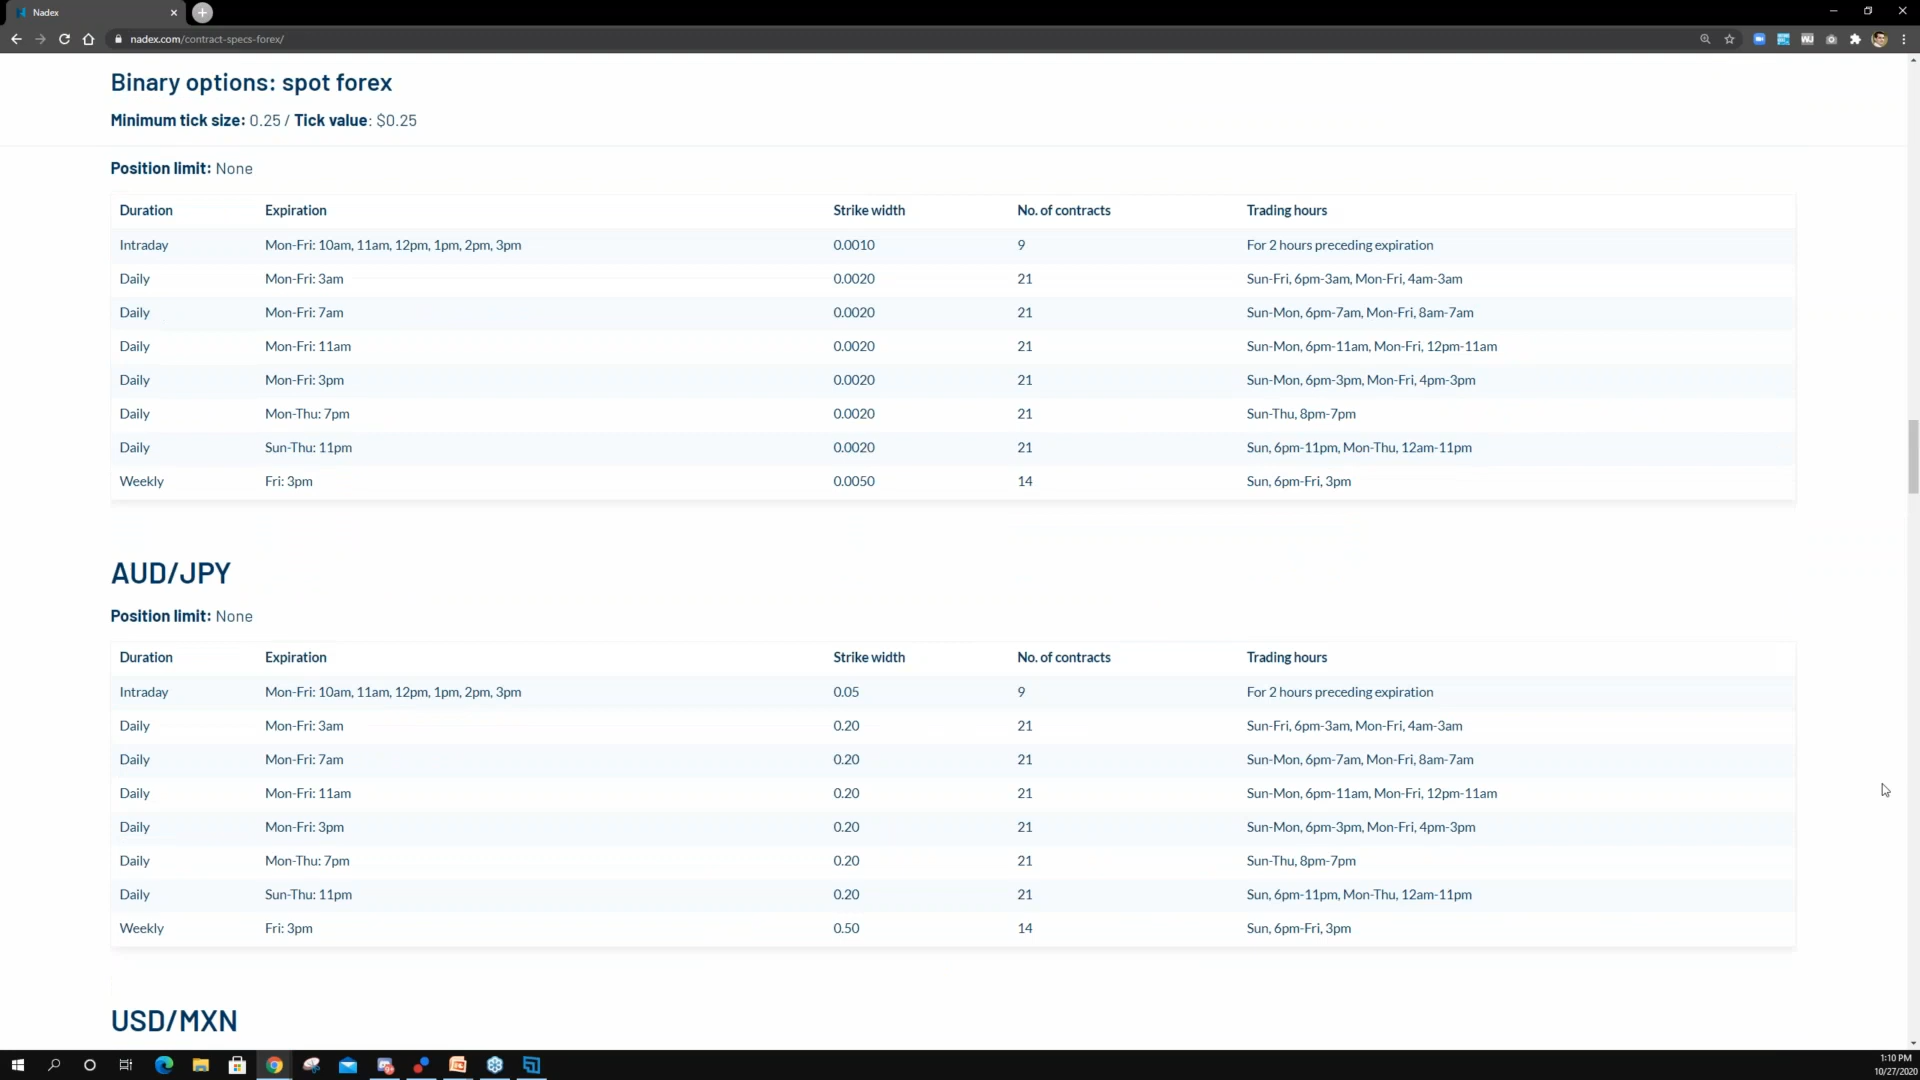 Nadex
nadex.com/contract-specs-forex/
Binary options: spot forex
Minimum tick size: 0.25 / Tick value: $0.25
Position limit: None
Duration Expiration Strike width No. of contracts Trading hours
Intraday Mon-Fri: 10am, 11am, 12pm, 1pm, 2pm, 3pm 0.0010 9 For 2 hours preceding expiration
Daily Mon-Fri: 3am 0.0020 21 Sun-Fri, 6pm-3am, Mon-Fri, 4am-3am
Daily Mon-Fri: 7am 0.0020 21 Sun-Mon, 6pm-7am, Mon-Fri, 8am-7am
Daily Mon-Fri: 11am 0.0020 21 Sun-Mon, 6pm-11am, Mon-Fri, 12pm-11am
Daily Mon-Fri: 3pm 0.0020 21 Sun-Mon, 6pm-3pm, Mon-Fri, 4pm-3pm
Daily Mon-Thu: 7pm 0.0020 21 Sun-Thu, 8pm-7pm
Daily Sun-Thu: 11pm 0.0020 21 Sun, 6pm-11pm, Mon-Thu, 12am-11pm
Weekly Fri: 3pm 0.0050 14 Sun, 6pm-Fri, 3pm
AUD/JPY
Position limit: None
Duration Expiration Strike width No. of contracts Trading hours
Intraday Mon-Fri: 10am, 11am, 12pm, 1pm, 2pm, 3pm 0.05 9 For 2 hours preceding expiration
Daily Mon-Fri: 3am 0.20 21 Sun-Fri, 6pm-3am, Mon-Fri, 4am-3am
Daily Mon-Fri: 7am 0.20 21 Sun-Mon, 6pm-7am, Mon-Fri, 8am-7am
Daily Mon-Fri: 11am 0.20 21 Sun-Mon, 6pm-11am, Mon-Fri, 12pm-11am
Daily Mon-Fri: 3pm 0.20 21 Sun-Mon, 6pm-3pm, Mon-Fri, 4pm-3pm
Daily Mon-Thu: 7pm 0.20 21 Sun-Thu, 8pm-7pm
Daily Sun-Thu: 11pm 0.20 21 Sun, 6pm-11pm, Mon-Thu, 12am-11pm
Weekly Fri: 3pm 0.50 14 Sun, 6pm-Fri, 3pm
USD/MXN
1:10 PM
10/27/2020